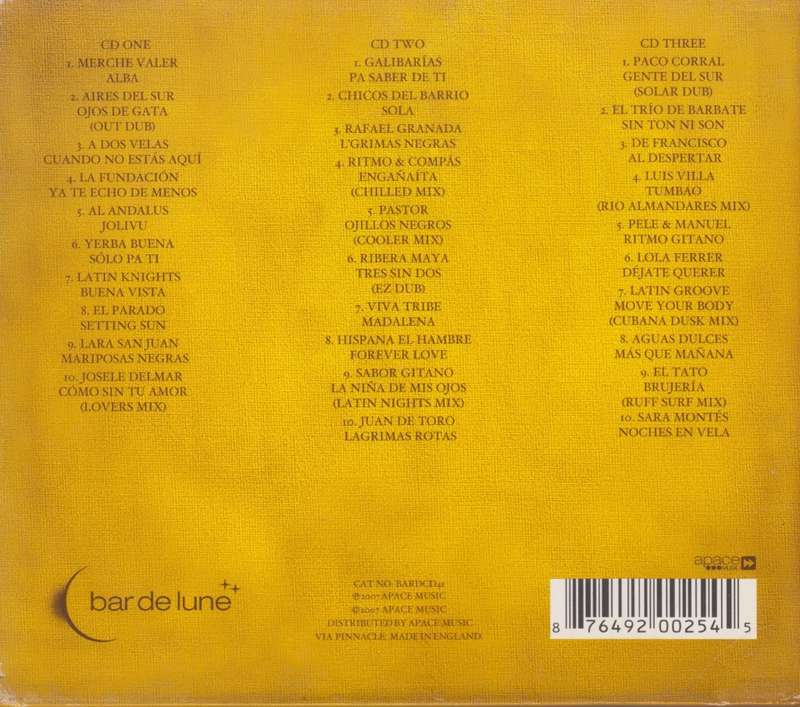 CD ONE
1. MERCHE VALER
ALBA
2. AIRES DEL SUR
OJOS DE GATA
(OUT DUB)
3. A DOS VELAS
CUANDO NO ESTÁS AQUÍ
4. LA FUNDACIÓN
YA TE ECHO DE MENOS
5. AL ANDALUS
JOLIVU
6. YERBA BUENA
SÓLO PA TI
7. LATIN KNIGHTS
BUENA VISTA
8. EL PARADO
SETTING SUN
9. LARA SAN JUAN
MARIPOSAS NEGRAS
10. JOSELE DELMAR
CÓMO SIN TU AMOR
(LOVERS MIX)
CD TWO
1. GALIBARÍAS
PA SABER DE TI
2. CHICOS DEL BARRIO
SOLA
3. RAFAEL GRANADA
L'GRIMAS NEGRAS
4. RITMO & COMPÁS
ENGAÑAÍTA
(CHILLED MIX)
5. PASTOR
OJILLOS NEGROS
(COOLER MIX)
6. RIBERA MAYA
TRES SIN DOS
(EZ DUB)
7. VIVA TRIBE
MADALENA
8. HISPANA EL HAMBRE
FOREVER LOVE
9. SABOR GITANO
LA NIÑA DE MIS OJOS
(LATIN NIGHTS MIX)
10. JUAN DE TORO
LAGRIMAS ROTAS
CD THREE
1. PACO CORRAL
GENTE DEL SUR
(SOLAR DUB)
2. EL TRÍO DE BARBATE
SIN TON NI SON
3. DE FRANCISCO
AL DESPERTAR
4. LUIS VILLA
TUMBAO
(RIO ALMANDARES MIX)
5. PELE & MANUEL
RITMO GITANO
6. LOLA FERRER
DÉJATE QUERER
7. LATIN GROOVE
MOVE YOUR BODY
(CUBANA DUSK MIX)
8. AGUAS DULCES
MÁS QUE MAÑANA
9. EL TATO
BRUJERÍA
(RUFF SURF MIX)
10. SARA MONTÉS
NOCHES EN VELA
bar de lune
CAT NO: BARDCD42
℗2007 APACE MUSIC
©2007 APACE MUSIC
DISTRIBUTED BY APACE MUSIC
VIA PINNACLE. MADE IN ENGLAND.
apace
MUSIC
8 76492 00254 5